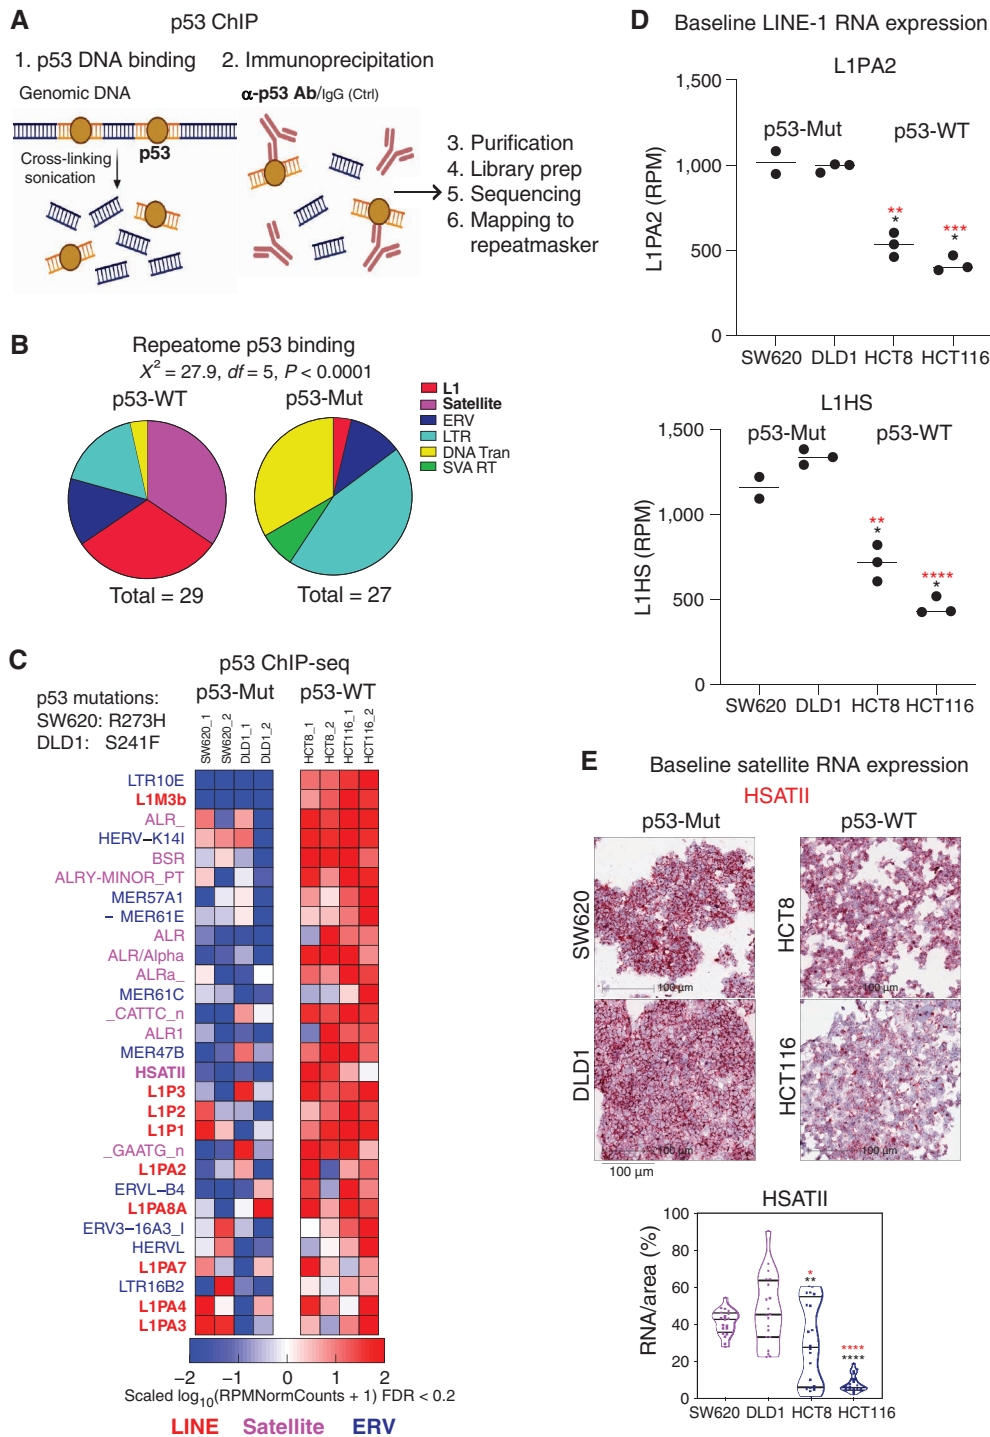 A
p53 ChIP
1. p53 DNA binding
2. Immunoprecipitation
Genomic DNA
α-p53 Ab/IgG (Ctrl)
p53
Cross-linking
sonication
3. Purification
4. Library prep
5. Sequencing
6. Mapping to
repeatmasker
B
Repeatome p53 binding
X² = 27.9, df = 5, P < 0.0001
p53-WT
p53-Mut
L1
Satellite
ERV
LTR
DNA Tran
SVA RT
Total = 29
Total = 27
C
p53 ChIP-seq
p53-Mut
p53-WT
p53 mutations:
SW620: R273H
DLD1: S241F
SW620_1
SW620_2
DLD1_1
DLD1_2
HCT8_1
HCT8_2
HCT116_1
HCT116_2
LTR10E
L1M3b
ALR_
HERV–K14I
BSR
ALRY-MINOR_PT
MER57A1
– MER61E
ALR
ALR/Alpha
ALRa_
MER61C
_CATTC_n
ALR1
MER47B
HSATII
L1P3
L1P2
L1P1
_GAATG_n
L1PA2
ERVL–B4
L1PA8A
ERV3–16A3_I
HERVL
L1PA7
LTR16B2
L1PA4
L1PA3
−2 −1 0 1 2
Scaled log10(RPMNormCounts + 1) FDR < 0.2
LINE Satellite ERV
D
Baseline LINE-1 RNA expression
L1PA2
L1PA2 (RPM)
1,500
1,000
500
0
p53-Mut
p53-WT
**
*
***
*
SW620 DLD1 HCT8 HCT116
L1HS
L1HS (RPM)
1,500
1,000
500
0
p53-Mut
p53-WT
**
*
****
*
SW620 DLD1 HCT8 HCT116
E
Baseline satellite RNA expression
HSATII
p53-Mut
p53-WT
SW620
HCT8
100 μm
100 μm
DLD1
HCT116
100 μm
100 μm
100 μm
HSATII
RNA/area (%)
100
80
60
40
20
0
*
**
****
****
SW620 DLD1 HCT8 HCT116